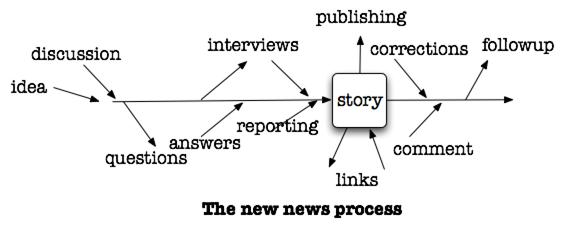 publishing
discussion
interviews
corrections
followup
idea
story
reporting
answers
questions
comment
links
The new news process